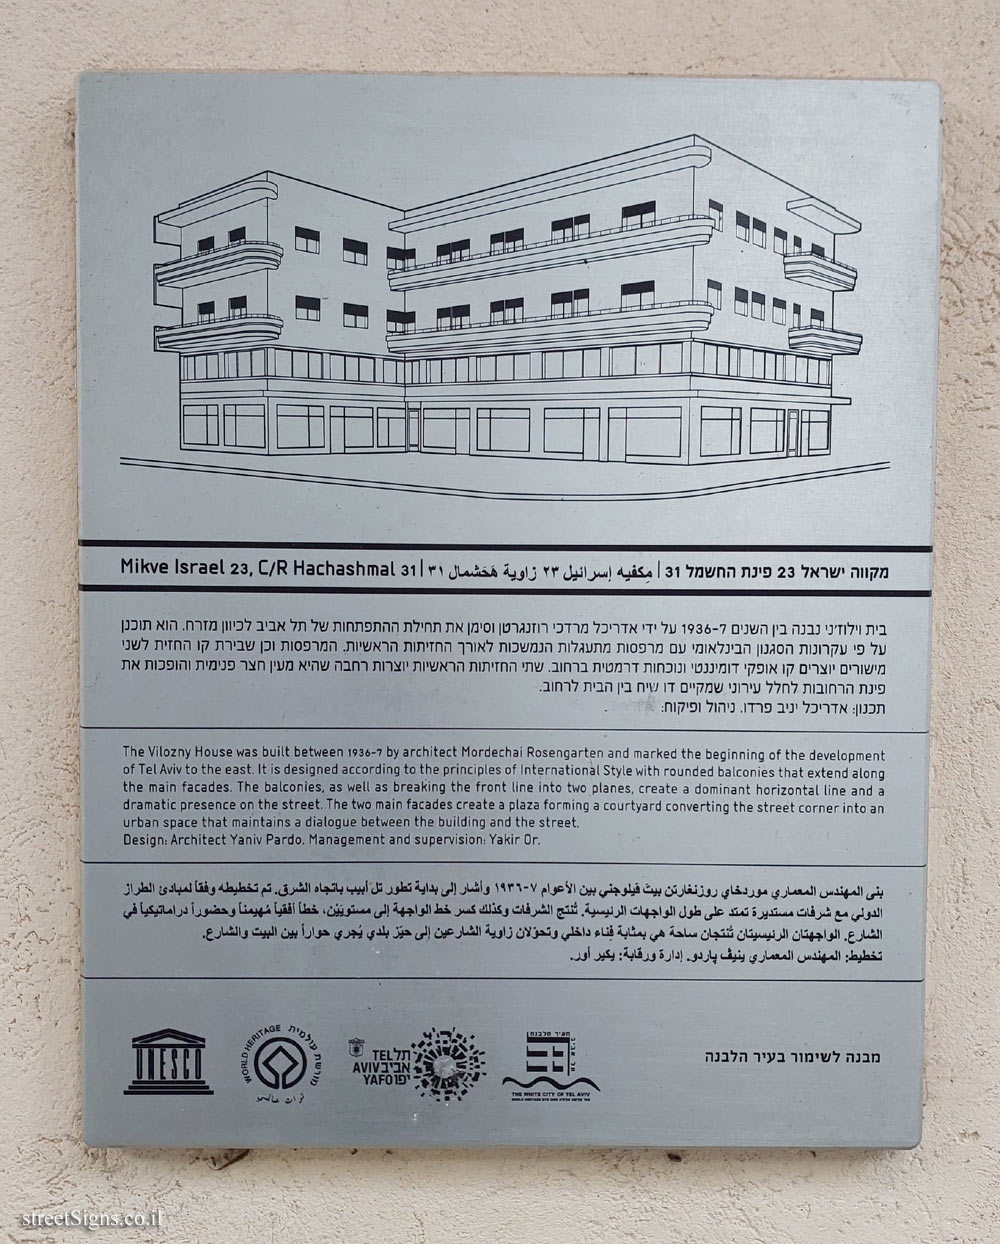 Mikve Israel 23, C/R Hachashmal 31 | مِكفيه إسرائيل ٢٣ زاوية هَحَشمال ٣١ | מקווה ישראל 23 פינת החשמל 31
בית וילוז'ני נבנה בין השנים 1936-7 על ידי אדריכל מרדכי רוזנגרטן וסימן את תחילת ההתפתחות של תל אביב לכיוון מזרח. הוא תוכנן
על פי עקרונות הסגנון הבינלאומי עם מרפסות מתעגלות הנמשכות לאורך החזיתות הראשיות. המרפסות וכן שבירת קו החזית לשני
מישורים יוצרים קו אופקי דומיננטי ונוכחות דרמטית ברחוב. שתי החזיתות הראשיות יוצרות רחבה שהיא מעין חצר פנימית והופכות את
פינת הרחובות לחלל עירוני שמקיים דו שיח בין הבית לרחוב.
תכנון: אדריכל יניב פרדו. ניהול ופיקוח:
The Vilozny House was built between 1936-7 by architect Mordechai Rosengarten and marked the beginning of the development
of Tel Aviv to the east. It is designed according to the principles of International Style with rounded balconies that extend along
the main facades. The balconies, as well as breaking the front line into two planes, create a dominant horizontal line and a
dramatic presence on the street. The two main facades create a plaza forming a courtyard converting the street corner into an
urban space that maintains a dialogue between the building and the street.
Design: Architect Yaniv Pardo. Management and supervision: Yakir Or.
بنى المهندس المعماري موردخاي روزنغارتن بيت فيلوجني بين الأعوام ٧-١٩٣٦ وأشار إلى بداية تطور تل أبيب باتجاه الشرق. تم تخطيطه وفقاً لمبادئ الطراز
الدولي مع شرفات مستديرة تمتد على طول الواجهات الرئيسية. تُنتج الشرفات وكذلك كسر خط الواجهة إلى مستويَيْن، خطاً أفقياً مُهيمناً وحضوراً دراماتيكياً في
الشارع. الواجهتان الرئيسيتان تُنتجان ساحة هي بمثابة فِناء داخلي وتحوّلان زاوية الشارعين إلى حيّز بلدي يُجري حواراً بين البيت والشارع.
تخطيط: المهندس المعماري ينيڤ پاردو. إدارة ورقابة: يكير أور.
UNESCO
WORLD HERITAGE מורשת עולמית
TEL AVIV YAFO תל אביב יפו
העיר הלבנה תל אביב
THE WHITE CITY OF TEL AVIV
מבנה לשימור בעיר הלבנה
streetSigns.co.il